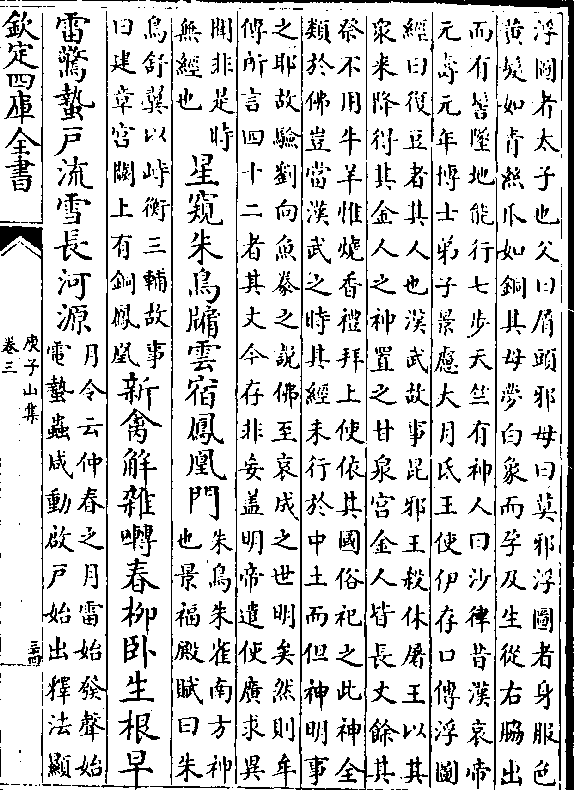 浮圖者太子也父曰屑頭邪母曰莫邪浮圖者身服色
黄髮如青絲爪如銅其母夢白象而孕及生從右脇出
而有髻墜地能行七步天竺有神人曰沙律昔漢哀帝
元壽元年博士弟子景應大月氏王使伊存口傳浮圖
經曰復豆者其人也漢武故事昆邪王殺休屠王以其
衆來降得其金人之神置之甘泉宫金人皆長丈餘其
祭不用牛羊惟燒香禮拜上使依其國俗祀之此神全
類於佛豈當漢武之時其經未行於中土而但神明事
之耶故驗劉向魚豢之說佛至哀成之世明矣然則牟
傅所言四十二者其文今存非妄蓋明帝遣使廣求異
聞非是時
無經也
星窺朱鳥牖雲宿鳳凰門
朱鳥朱雀南方神
也景福殿賦曰朱
鳥舒翼以峙衡三輔故事
曰建章宫闕上有銅鳳凰
新禽解雜囀春柳卧生根早
雷驚蟄戸流雪長河源
月令云仲春之月雷始發聲始
電蟄蟲咸動啟戸始出釋法顯
欽定四庫全書
庾子山集
卷三